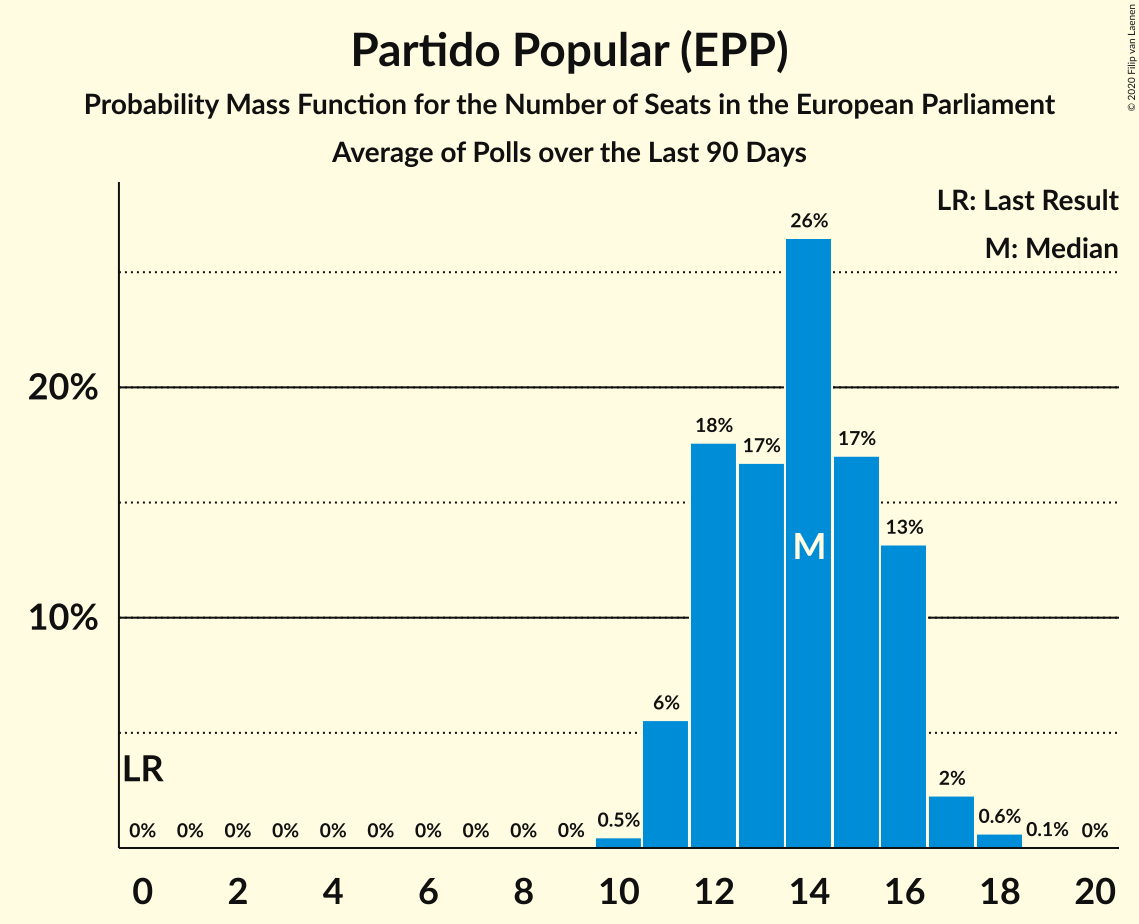 Partido Popular (EPP)
Probability Mass Function for the Number of Seats in the European Parliament
Average of Polls over the Last 90 Days
© 2020 Filip van Laenen
LR: Last Result
M: Median
26%
20%
18%
17%
17%
13%
M
10%
6%
LR
2%
0% 0% 0% 0% 0% 0% 0% 0% 0% 0% 0.5% 0.6% 0.1% 0%
0 2 4 6 8 10 12 14 16 18 20